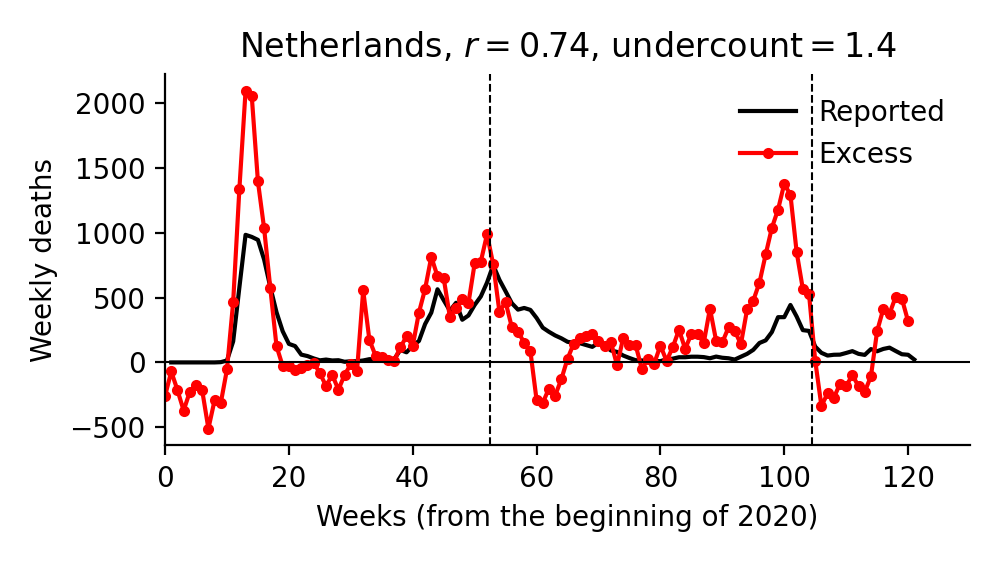 Netherlands, r = 0.74, undercount = 1.4
Reported
Excess
Weekly deaths
2000
1500
1000
500
0
−500
0 20 40 60 80 100 120
Weeks (from the beginning of 2020)